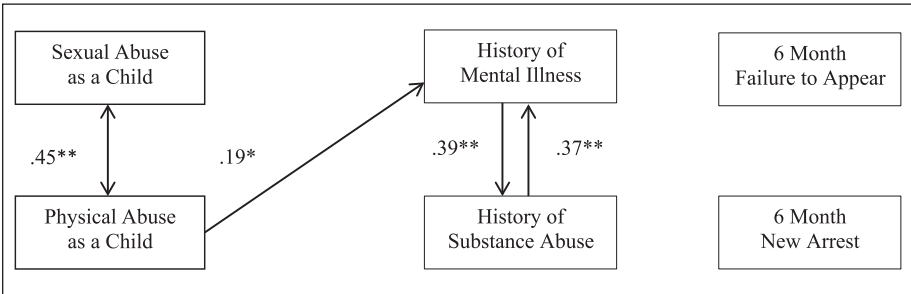 Sexual Abuse
as a Child
History of
Mental Illness
6 Month
Failure to Appear
.45**
.19*
.39**
.37**
Physical Abuse
as a Child
History of
Substance Abuse
6 Month
New Arrest